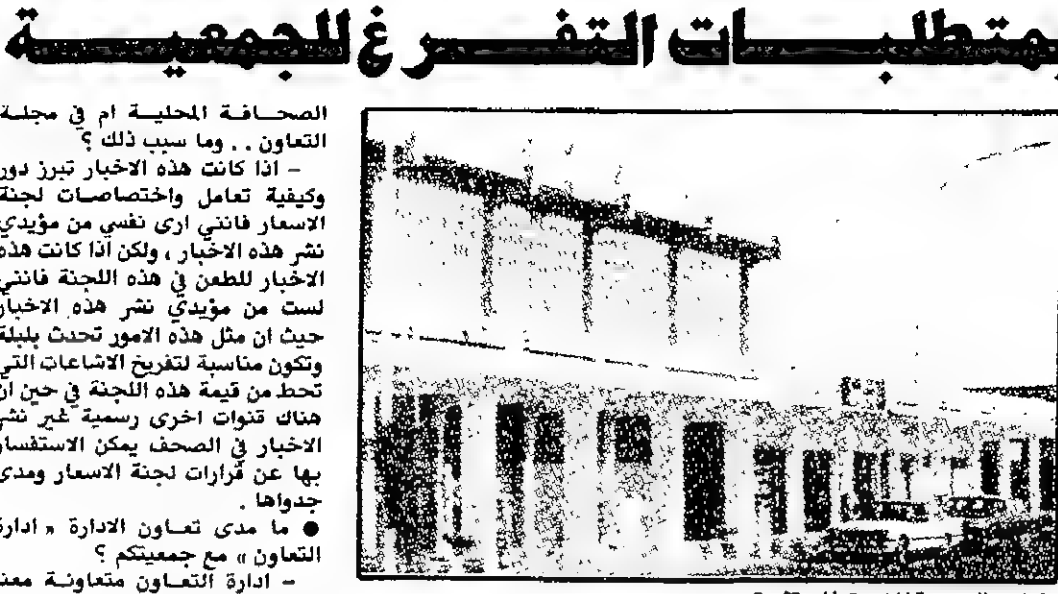 بمتطلبات التفرغ للجمعية
الصحافة المحلية ام في مجلة
التعاون .. وما سبب ذلك ؟
– اذا كانت هذه الاخبار تبرز دور
وكيفية تعامل واختصاصات لجنة
الاسعار فانني ارى نفسي من مؤيدي
نشر هذه الاخبار ، ولكن اذا كانت هذه
الاخبار للطعن في هذه اللجنة فانني
لست من مؤيدي نشر هذه الاخبار
حيث ان مثل هذه الامور تحدث بلبلة
وتكون مناسبة لتفريخ الاشاعات التي
تحط من قيمة هذه اللجنة في حين ان
هناك قنوات اخرى رسمية غير نشر
الاخبار في الصحف يمكن الاستفسار
بها عن قرارات لجنة الاسعار ومدى
جدواها .
● ما مدى تعاون الادارة « ادارة
التعاون » مع جمعيتكم ؟
– ادارة التعاون متعاونة معنا